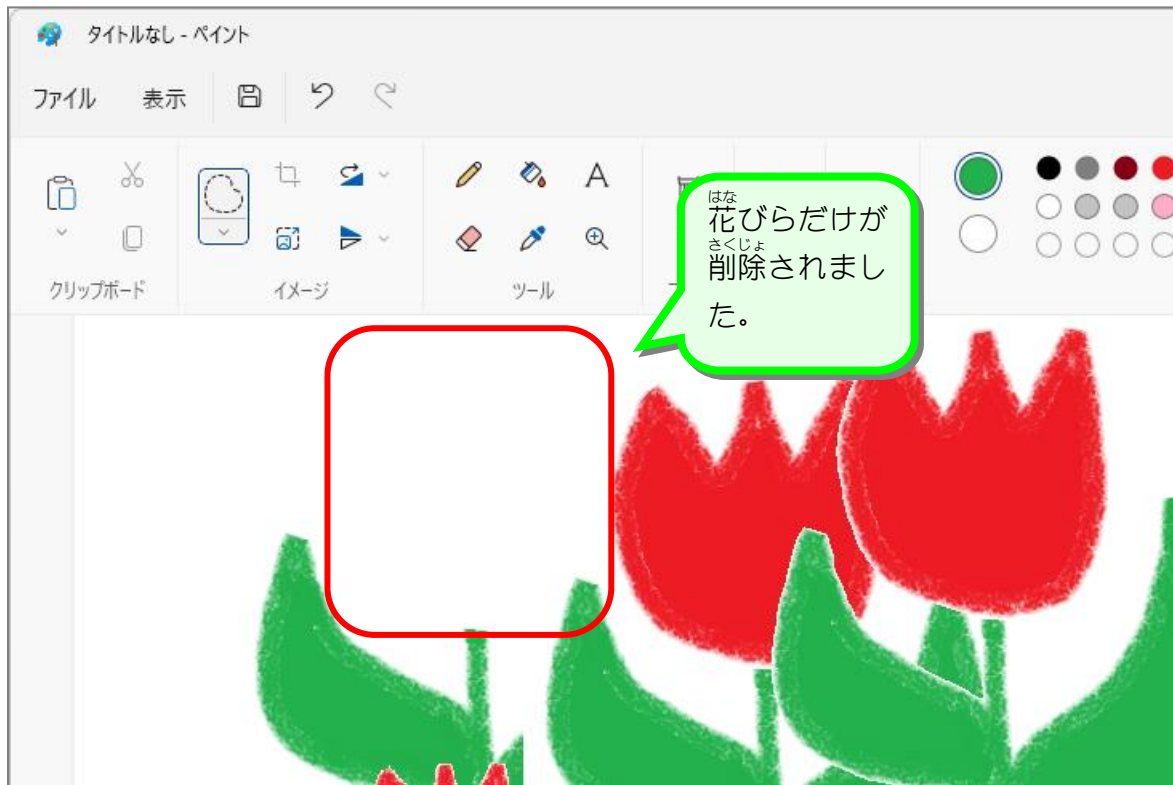 タイトルなし - ペイント
ファイル 表示
A
クリップボード イメージ ツール
はな
花びらだけが
さくじょ
削除されまし
た。